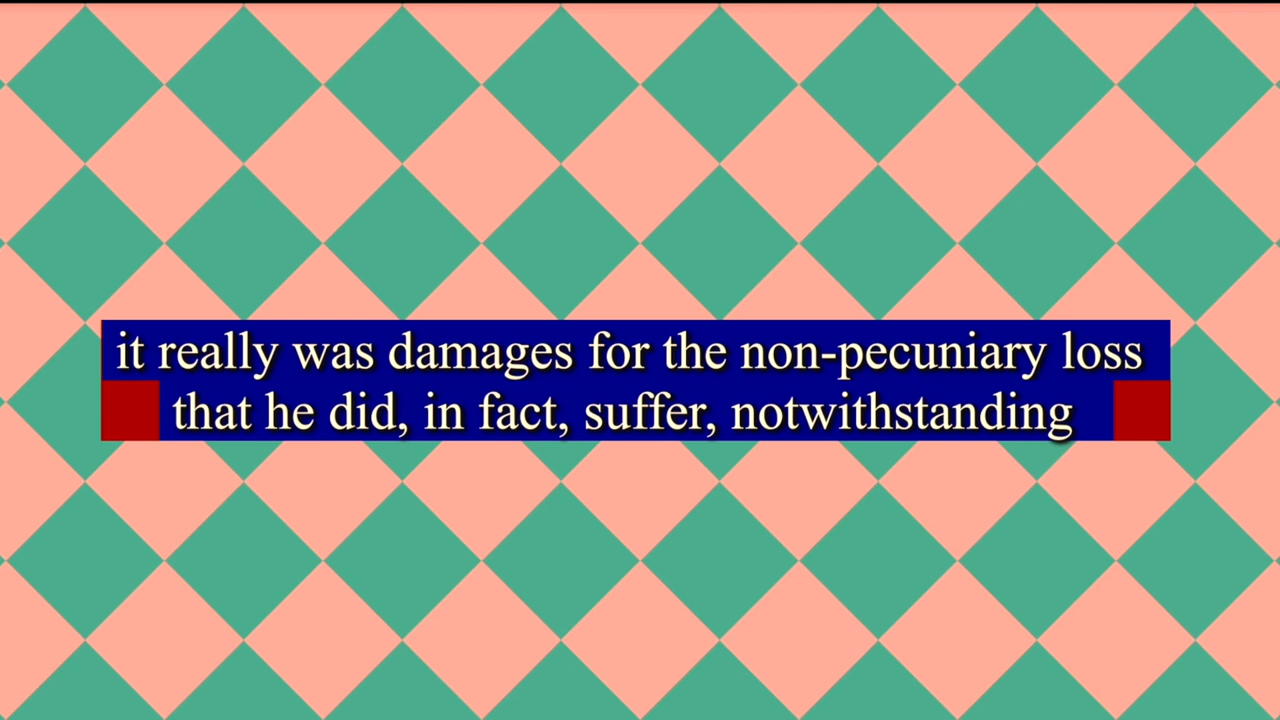 it really was damages for the non-pecuniary loss
that he did, in fact, suffer, notwithstanding